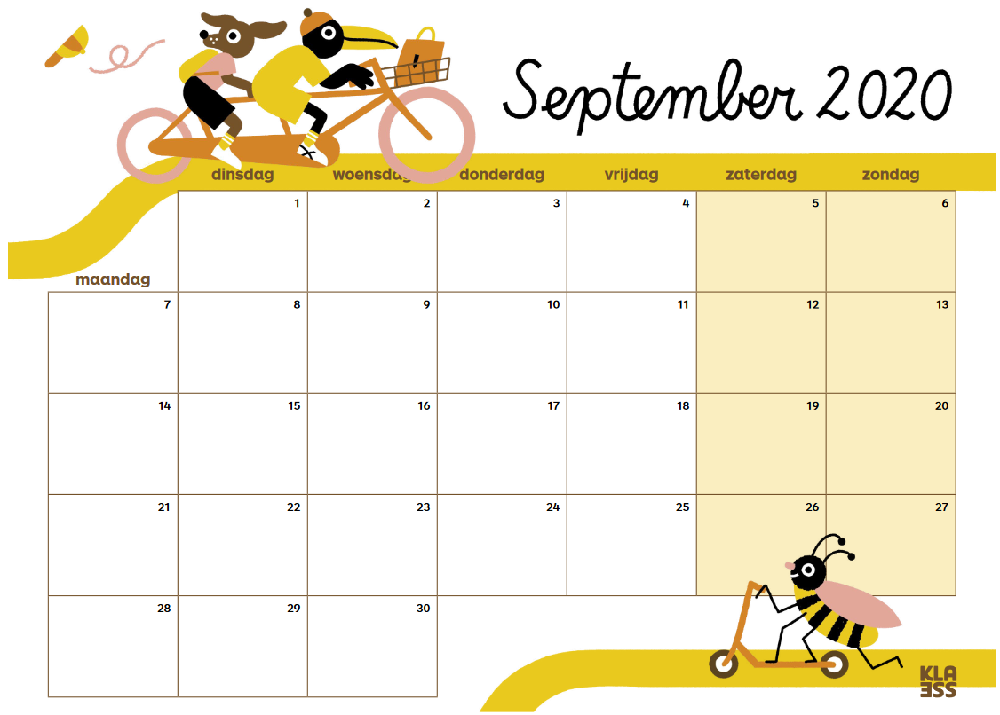 September 2020
dinsdag woensdag donderdag vrijdag zaterdag zondag
1 2 3 4 5 6
maandag
7 8 9 10 11 12 13
14 15 16 17 18 19 20
21 22 23 24 25 26 27
28 29 30
KLA
ESS